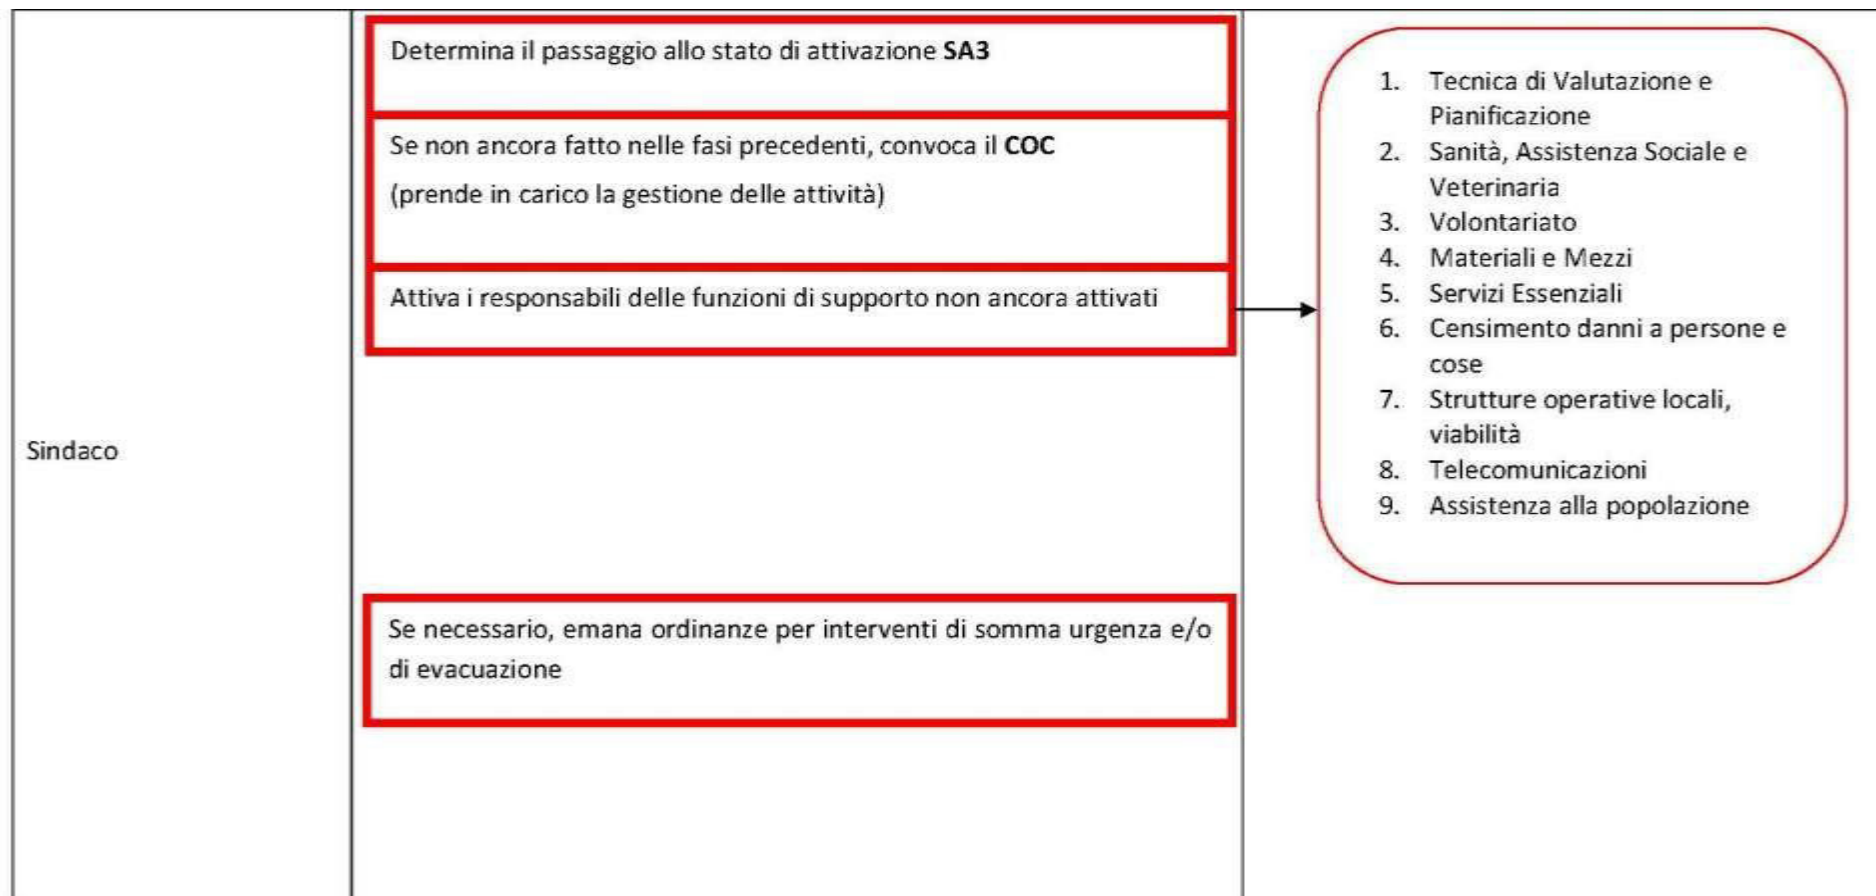 Determina il passaggio allo stato di attivazione SA3
Se non ancora fatto nelle fasi precedenti, convoca il COC
(prende in carico la gestione delle attività)
Attiva i responsabili delle funzioni di supporto non ancora attivati
Sindaco
Se necessario, emana ordinanze per interventi di somma urgenza e/o
di evacuazione
1. Tecnica di Valutazione e
Pianificazione
2. Sanità, Assistenza Sociale e
Veterinaria
3. Volontariato
4. Materiali e Mezzi
5. Servizi Essenziali
6. Censimento danni a persone e
cose
7. Strutture operative locali,
viabilità
8. Telecomunicazioni
9. Assistenza alla popolazione